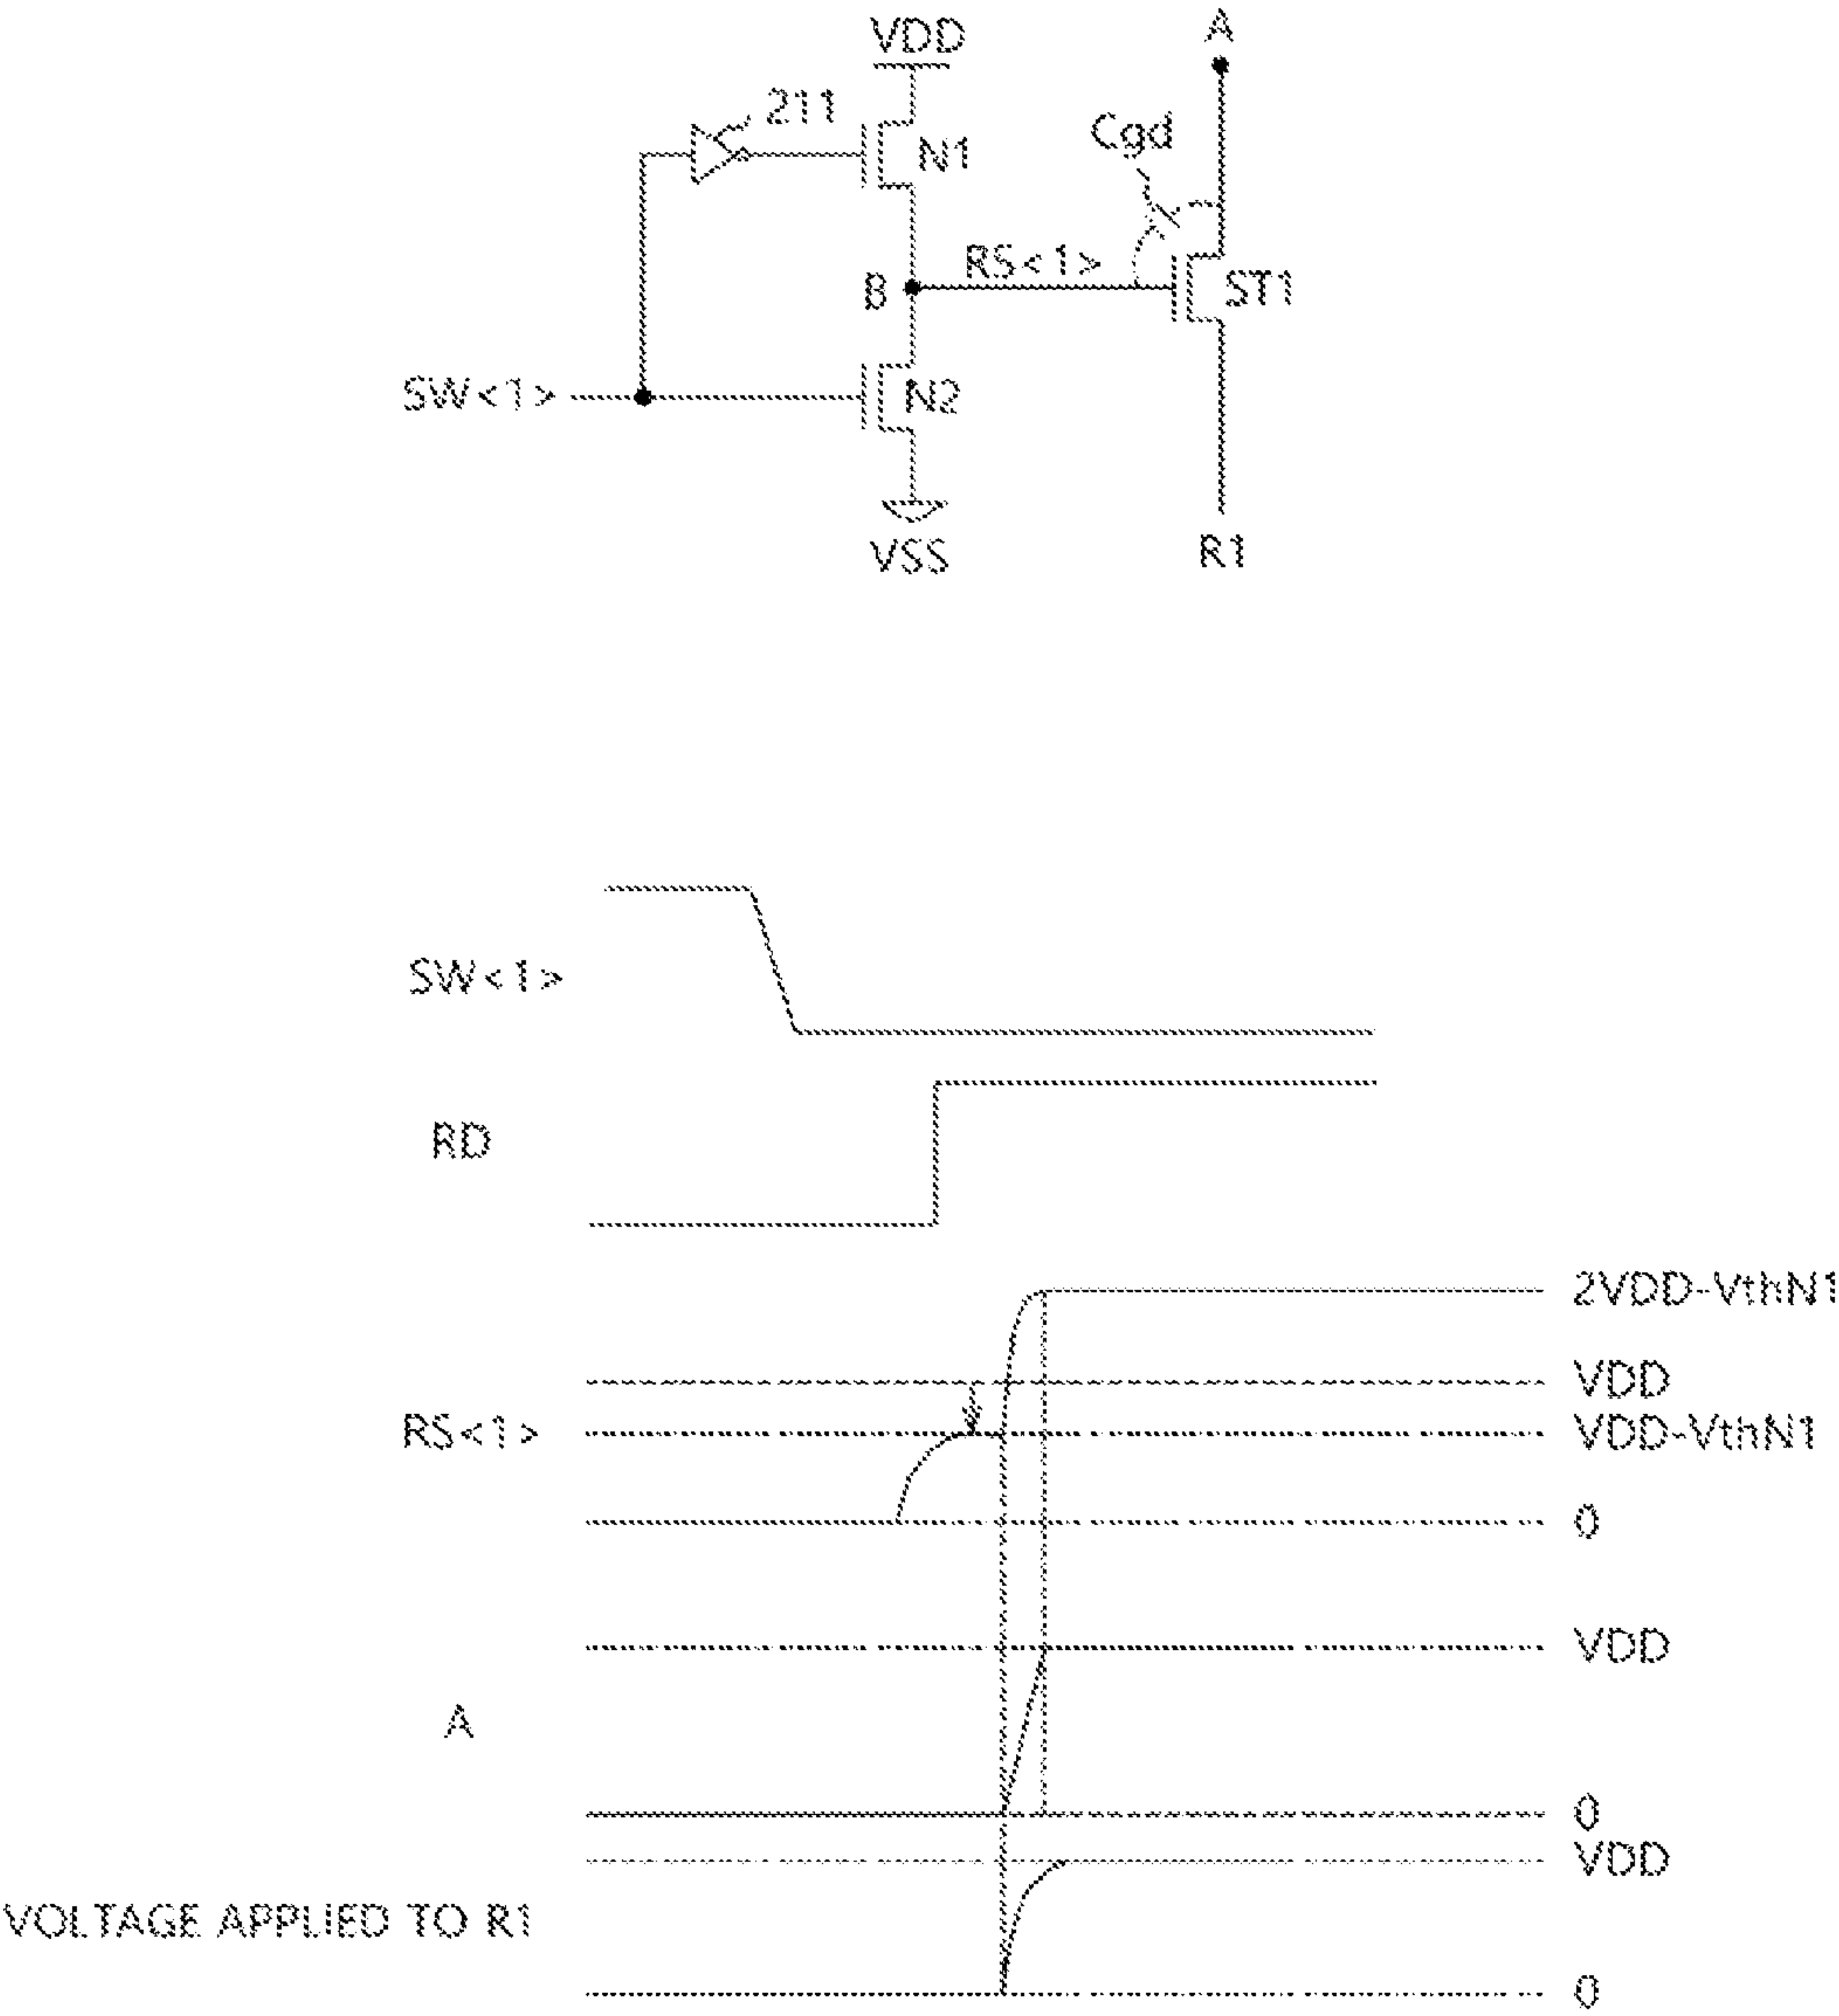 VDD
A
211
N1
Cgd
RS<1>
B
ST1
SW<1>
N2
VSS
R1
SW<1>
RD
2VDD-VthN1
VDD
RS<1>
VDD-VthN1
0
VDD
A
0
VDD
VOLTAGE APPLIED TO R1
0